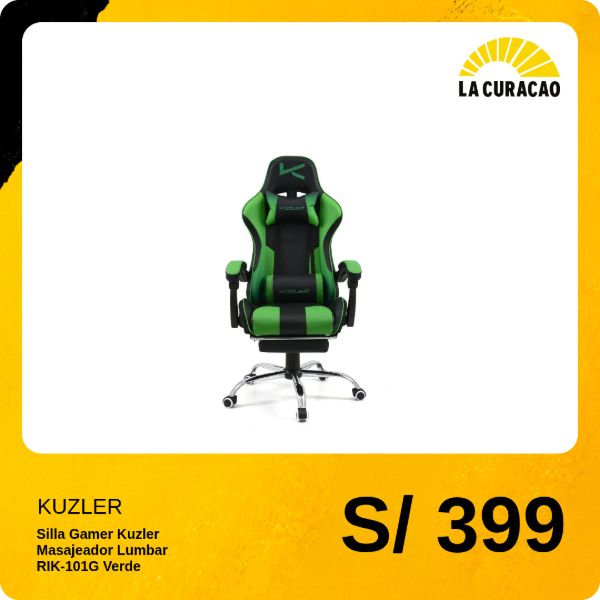 LA CURACAO
KUZLER
S/ 399
Silla Gamer Kuzler
Masajeador Lumbar
RIK-101G Verde